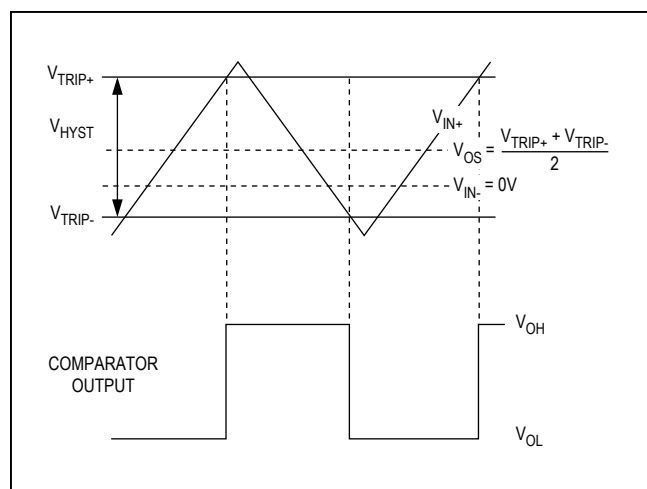 V_TRIP+
V_HYST
V_IN+
V_OS = (V_TRIP+ + V_TRIP-) / 2
V_IN- = 0V
V_TRIP-
V_OH
COMPARATOR
OUTPUT
V_OL